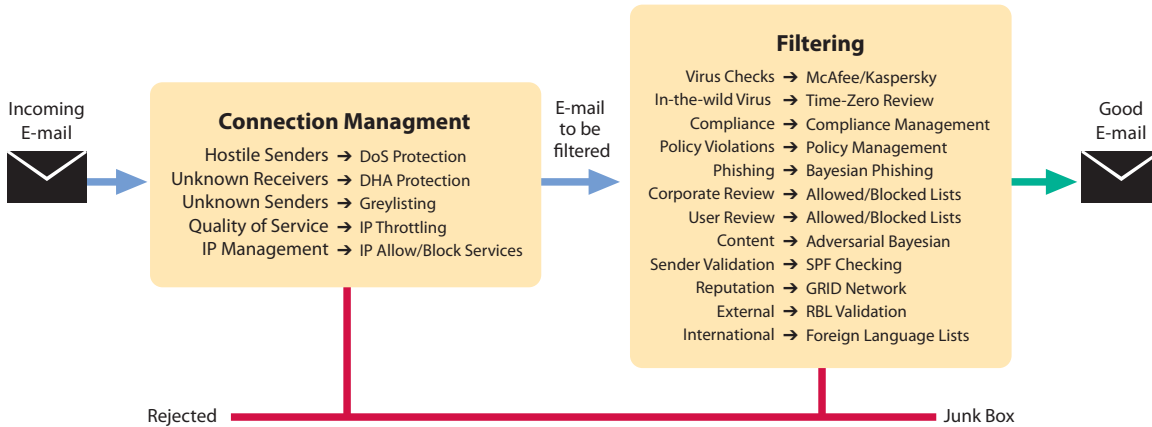 Incoming
E-mail
Connection Managment
Hostile Senders ➔ DoS Protection
Unknown Receivers ➔ DHA Protection
Unknown Senders ➔ Greylisting
Quality of Service ➔ IP Throttling
IP Management ➔ IP Allow/Block Services
E-mail
to be
filtered
Filtering
Virus Checks ➔ McAfee/Kaspersky
In-the-wild Virus ➔ Time-Zero Review
Compliance ➔ Compliance Management
Policy Violations ➔ Policy Management
Phishing ➔ Bayesian Phishing
Corporate Review ➔ Allowed/Blocked Lists
User Review ➔ Allowed/Blocked Lists
Content ➔ Adversarial Bayesian
Sender Validation ➔ SPF Checking
Reputation ➔ GRID Network
External ➔ RBL Validation
International ➔ Foreign Language Lists
Good
E-mail
Rejected
Junk Box